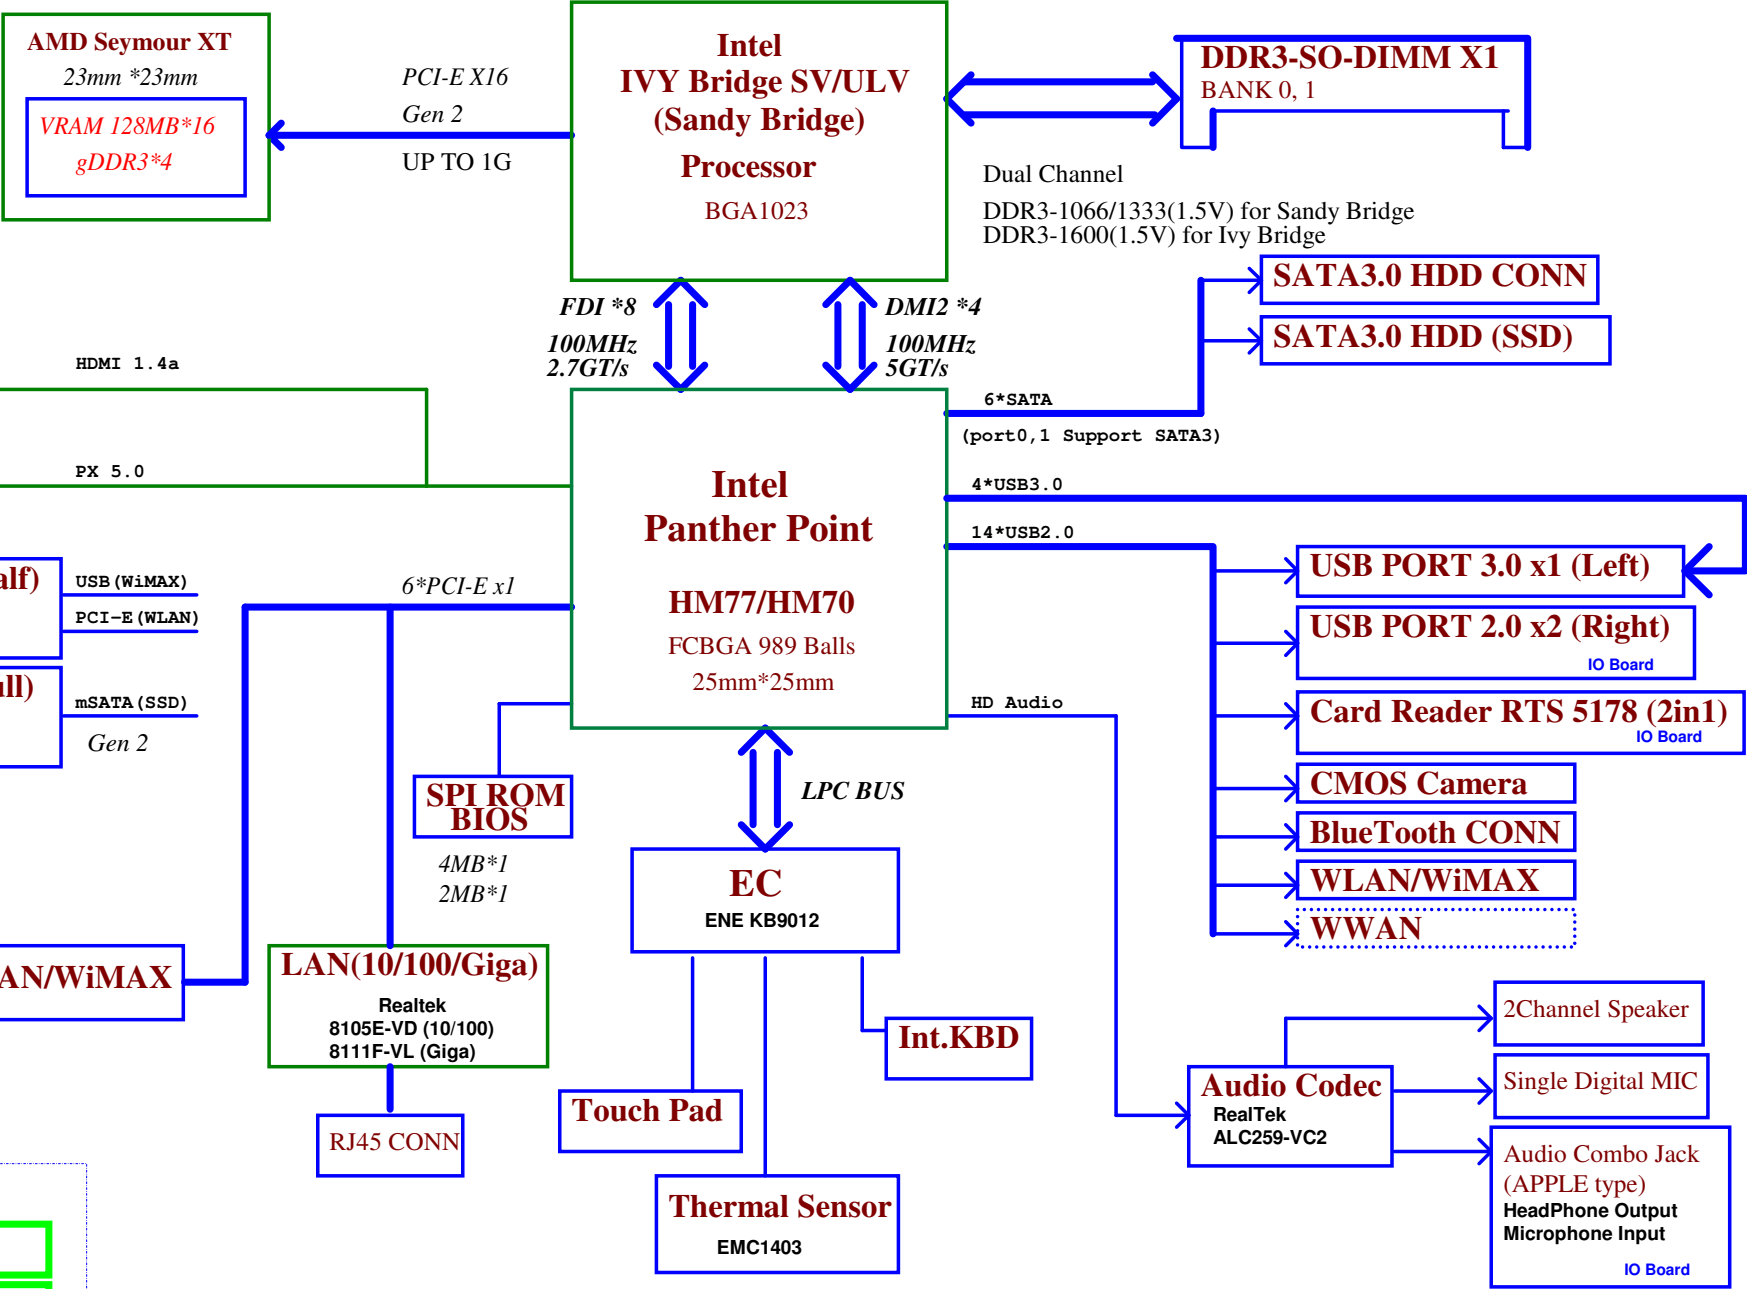 AMD Seymour XT
23mm *23mm
VRAM 128MB*16
gDDR3*4
PCI-E X16
Gen 2
UP TO 1G
Intel
IVY Bridge SV/ULV
(Sandy Bridge)
Processor
BGA1023
DDR3-SO-DIMM X1
BANK 0, 1
Dual Channel
DDR3-1066/1333(1.5V) for Sandy Bridge
DDR3-1600(1.5V) for Ivy Bridge
SATA3.0 HDD CONN
SATA3.0 HDD (SSD)
FDI *8
100MHz
2.7GT/s
DMI2 *4
100MHz
5GT/s
HDMI 1.4a
PX 5.0
6*SATA
(port0,1 Support SATA3)
4*USB3.0
14*USB2.0
Intel
Panther Point
HM77/HM70
FCBGA 989 Balls
25mm*25mm
alf)
USB(WiMAX)
PCI-E(WLAN)
ull)
mSATA(SSD)
Gen 2
6*PCI-E x1
USB PORT 3.0 x1 (Left)
USB PORT 2.0 x2 (Right)
IO Board
Card Reader RTS 5178 (2in1)
IO Board
CMOS Camera
BlueTooth CONN
WLAN/WiMAX
WWAN
HD Audio
SPI ROM
BIOS
4MB*1
2MB*1
LPC BUS
EC
ENE KB9012
AN/WiMAX
LAN(10/100/Giga)
Realtek
8105E-VD (10/100)
8111F-VL (Giga)
RJ45 CONN
Int.KBD
Touch Pad
Thermal Sensor
EMC1403
Audio Codec
RealTek
ALC259-VC2
2Channel Speaker
Single Digital MIC
Audio Combo Jack
(APPLE type)
HeadPhone Output
Microphone Input
IO Board